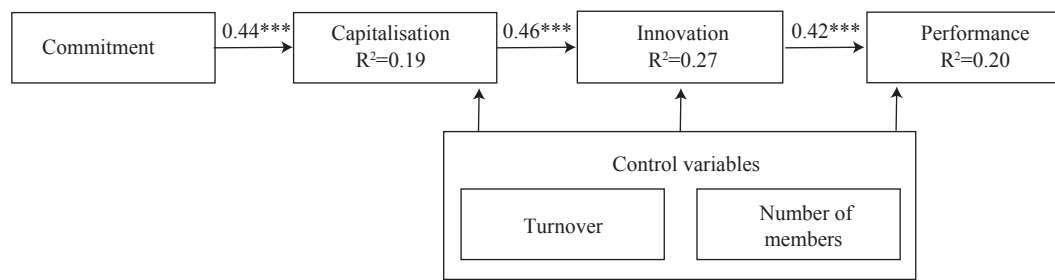 Commitment
0.44***
Capitalisation
R²=0.19
0.46***
Innovation
R²=0.27
0.42***
Performance
R²=0.20
Control variables
Turnover
Number of
members